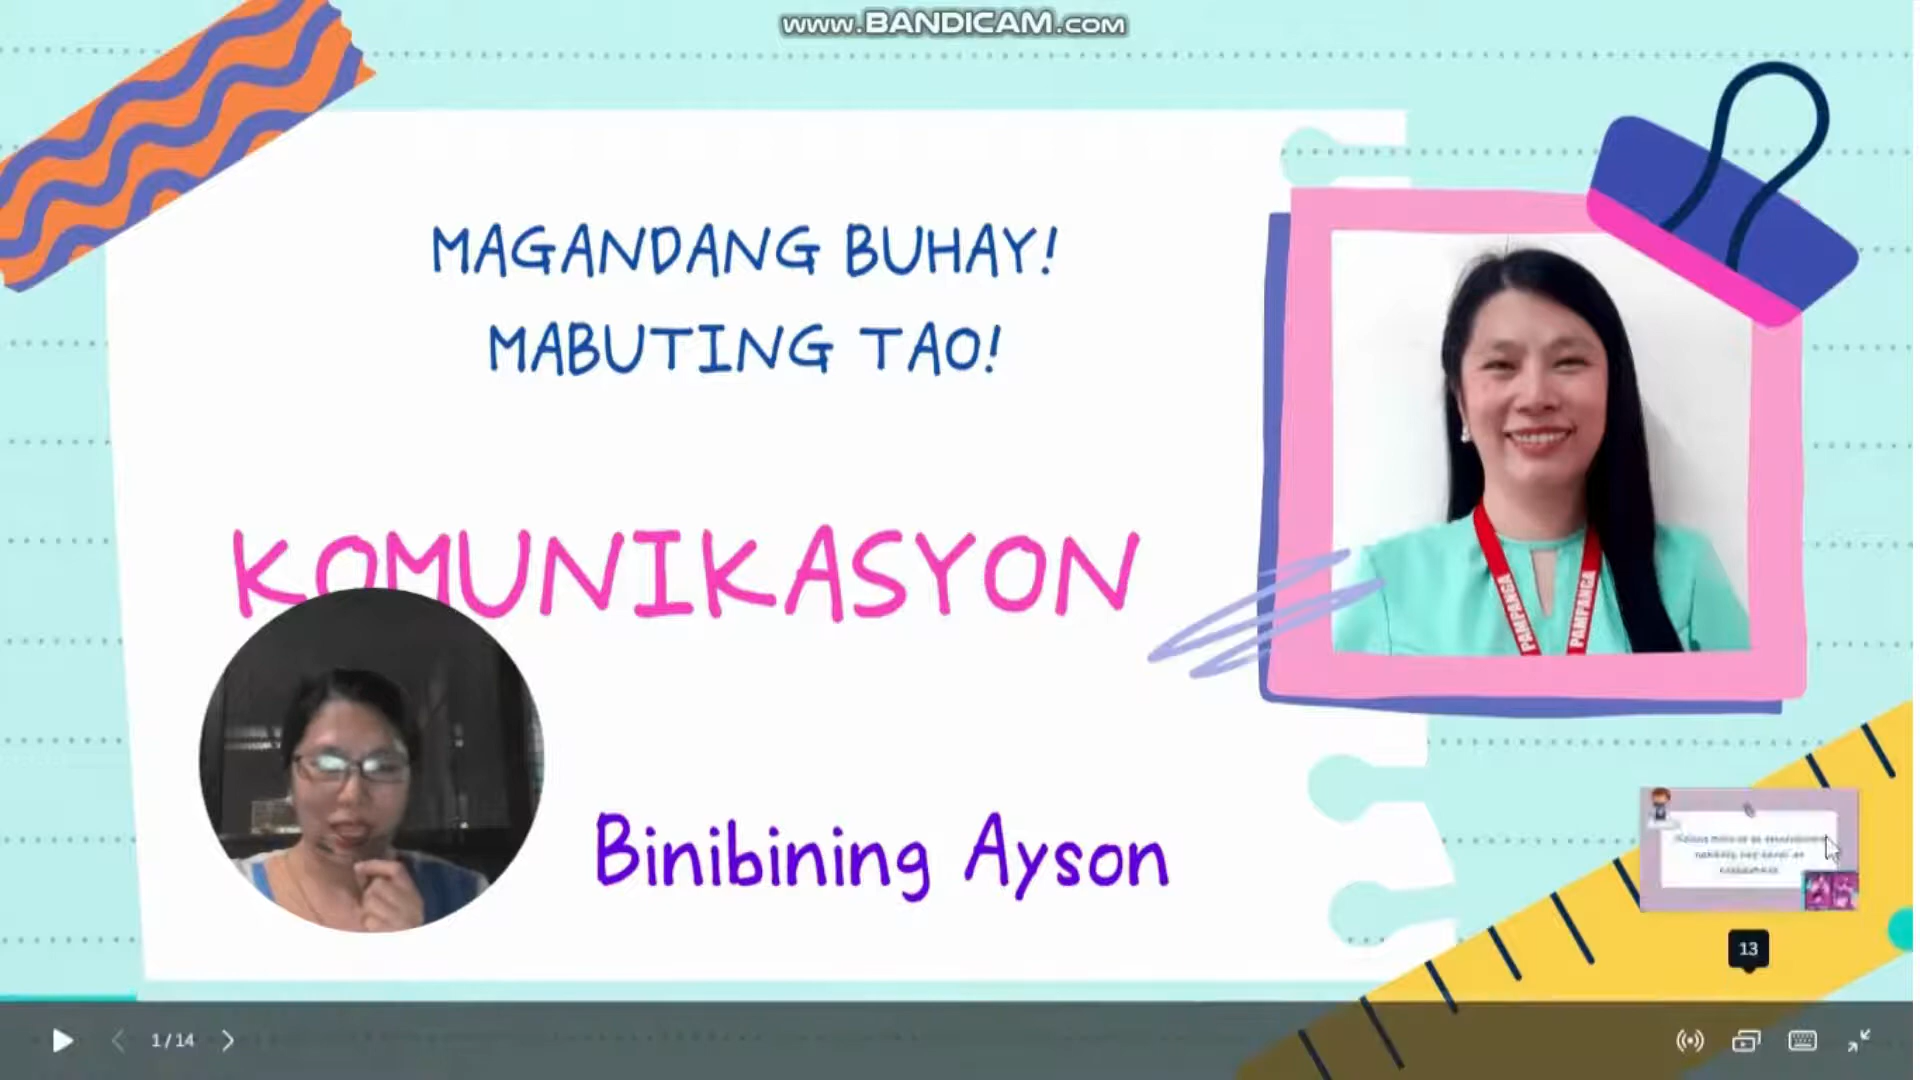 www.BANDICAM.com
MAGANDANG BUHAY!
MABUTING TAO!
KOMUNIKASYON
PAMPANGA
PAMPANGA
Binibining Ayson
13
1/14